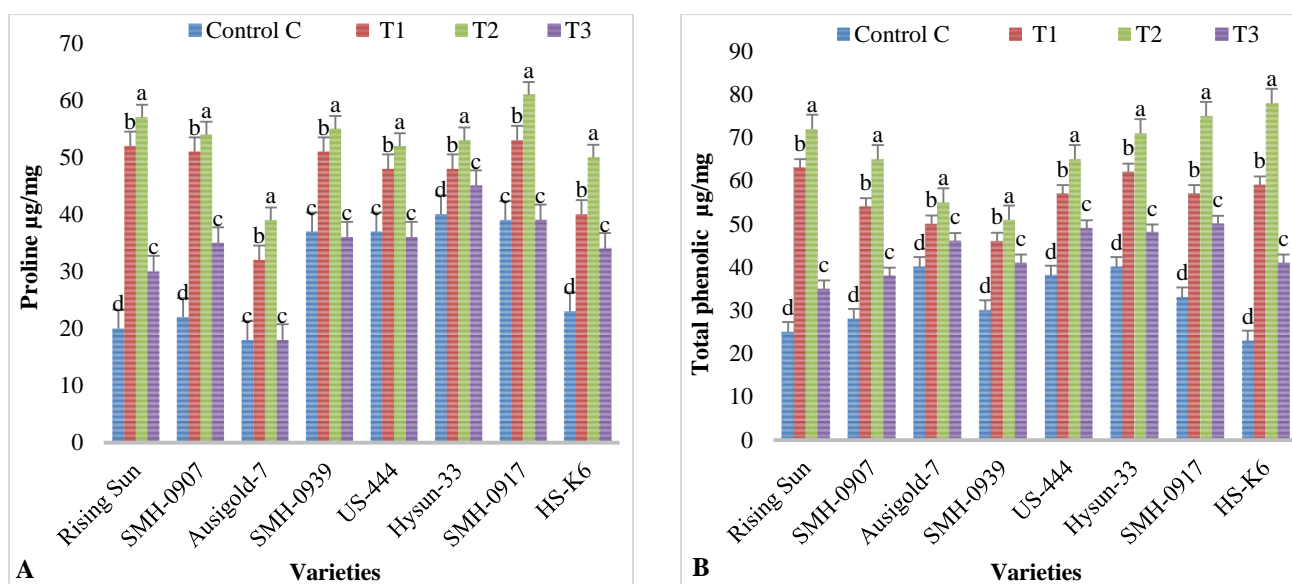 Control C T1 T2 T3
70
60
50
40
30
20
10
0
Proline µg/mg
d b a c
d b a c
c b a c
c b a c
c b a c
d b a c
c b a c
d b a c
Rising Sun
SMH-0907
Ausigold-7
SMH-0939
US-444
Hysun-33
SMH-0917
HS-K6
Varieties
A
Control C T1 T2 T3
90
80
70
60
50
40
30
20
10
0
Total phenolic µg/mg
d b a c
d b a c
d b a c
d b a c
d b a c
d b a c
d b a c
d b a c
Rising Sun
SMH-0907
Ausigold-7
SMH-0939
US-444
Hysun-33
SMH-0917
HS-K6
Varieties
B